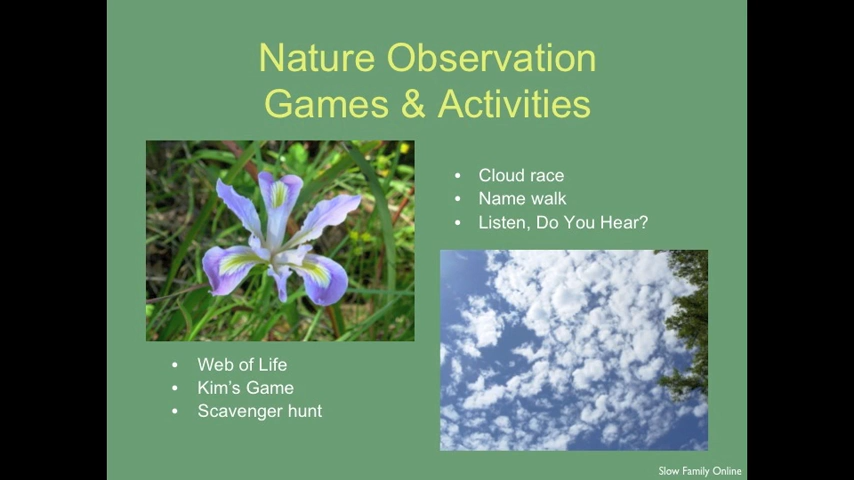 Nature Observation
Games & Activities
• Cloud race
• Name walk
• Listen, Do You Hear?
• Web of Life
• Kim's Game
• Scavenger hunt
Slow Family Online